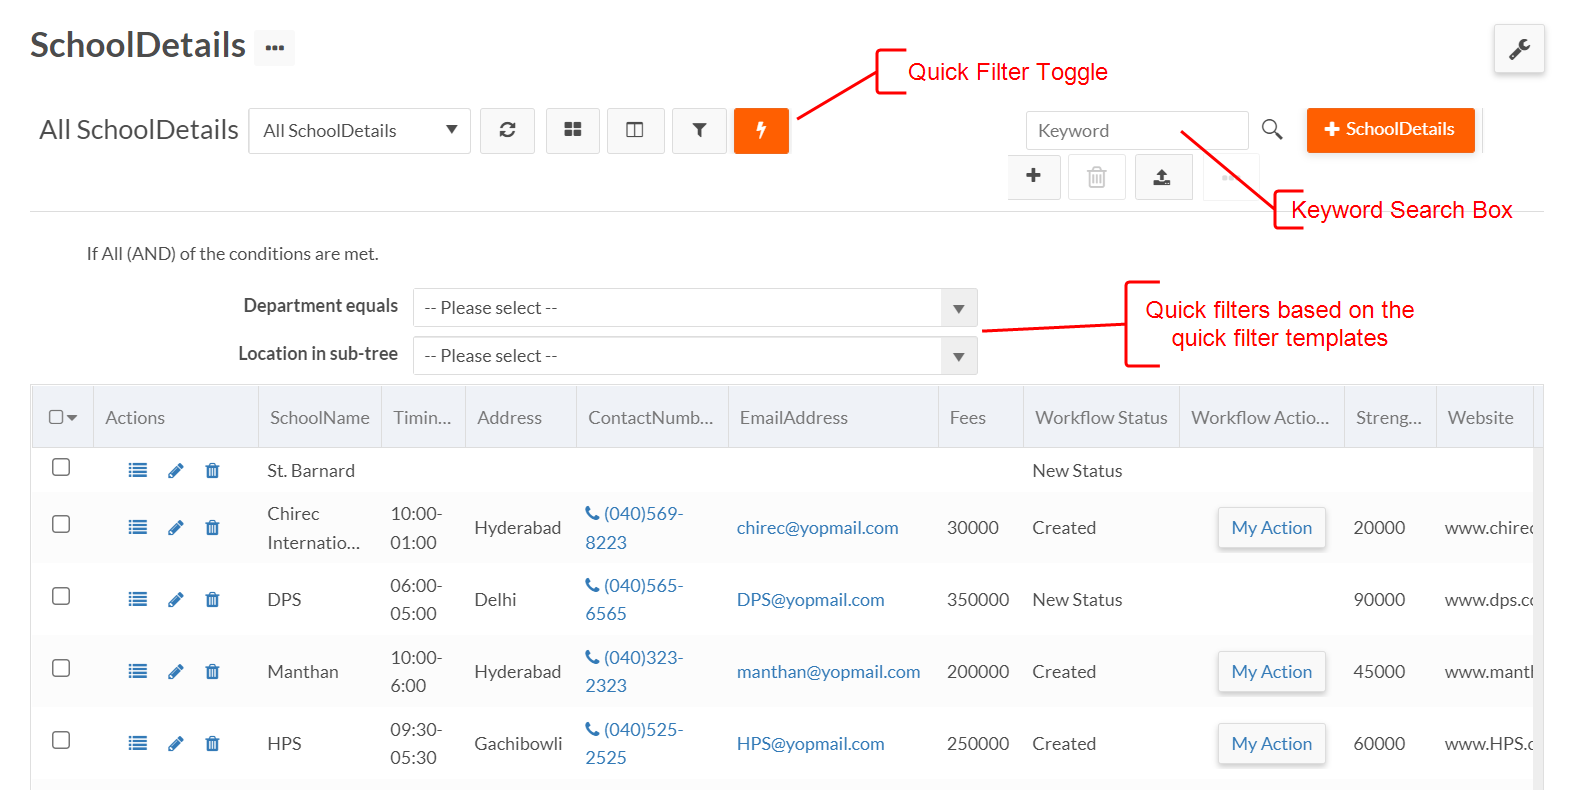 SchoolDetails
Quick Filter Toggle
All SchoolDetails
All SchoolDetails
Keyword
SchoolDetails
Keyword Search Box
If All (AND) of the conditions are met.
Department equals
-- Please select --
Location in sub-tree
-- Please select --
Quick filters based on the
quick filter templates
Actions SchoolName Timin... Address ContactNumb... EmailAddress Fees Workflow Status Workflow Actio... Streng... Website
St. Barnard New Status
Chirec
Internatio...
10:00-
01:00
Hyderabad
(040)569-
8223
chirec@yopmail.com 30000 Created My Action 20000 www.chirec
DPS
06:00-
05:00
Delhi
(040)565-
6565
DPS@yopmail.com 350000 New Status 90000 www.dps.co
Manthan
10:00-
6:00
Hyderabad
(040)323-
2323
manthan@yopmail.com 200000 Created My Action 45000 www.mantl
HPS
09:30-
05:30
Gachibowli
(040)525-
2525
HPS@yopmail.com 250000 Created My Action 60000 www.HPS.c